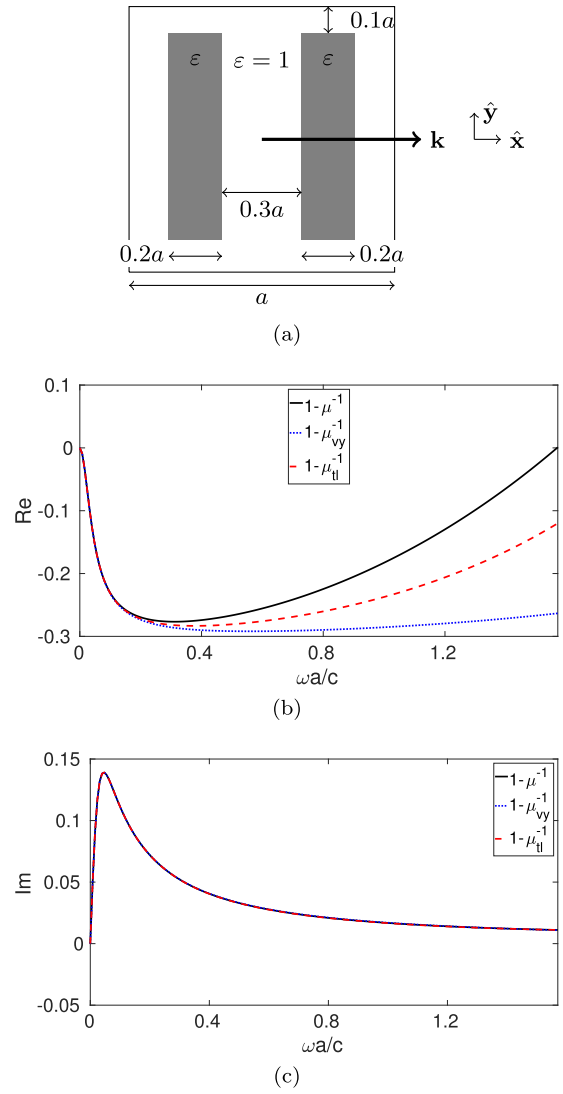 0.1a
ε ε = 1 ε
ŷ
k x̂
0.3a
0.2a 0.2a
a
(a)
0.1
1-μ⁻¹
0
1-μ_vy⁻¹
1-μ_tl⁻¹
Re
-0.1
-0.2
-0.3
0 0.4 0.8 1.2
ωa/c
(b)
0.15
1-μ⁻¹
1-μ_vy⁻¹
0.1
1-μ_tl⁻¹
Im
0.05
0
-0.05
0 0.4 0.8 1.2
ωa/c
(c)